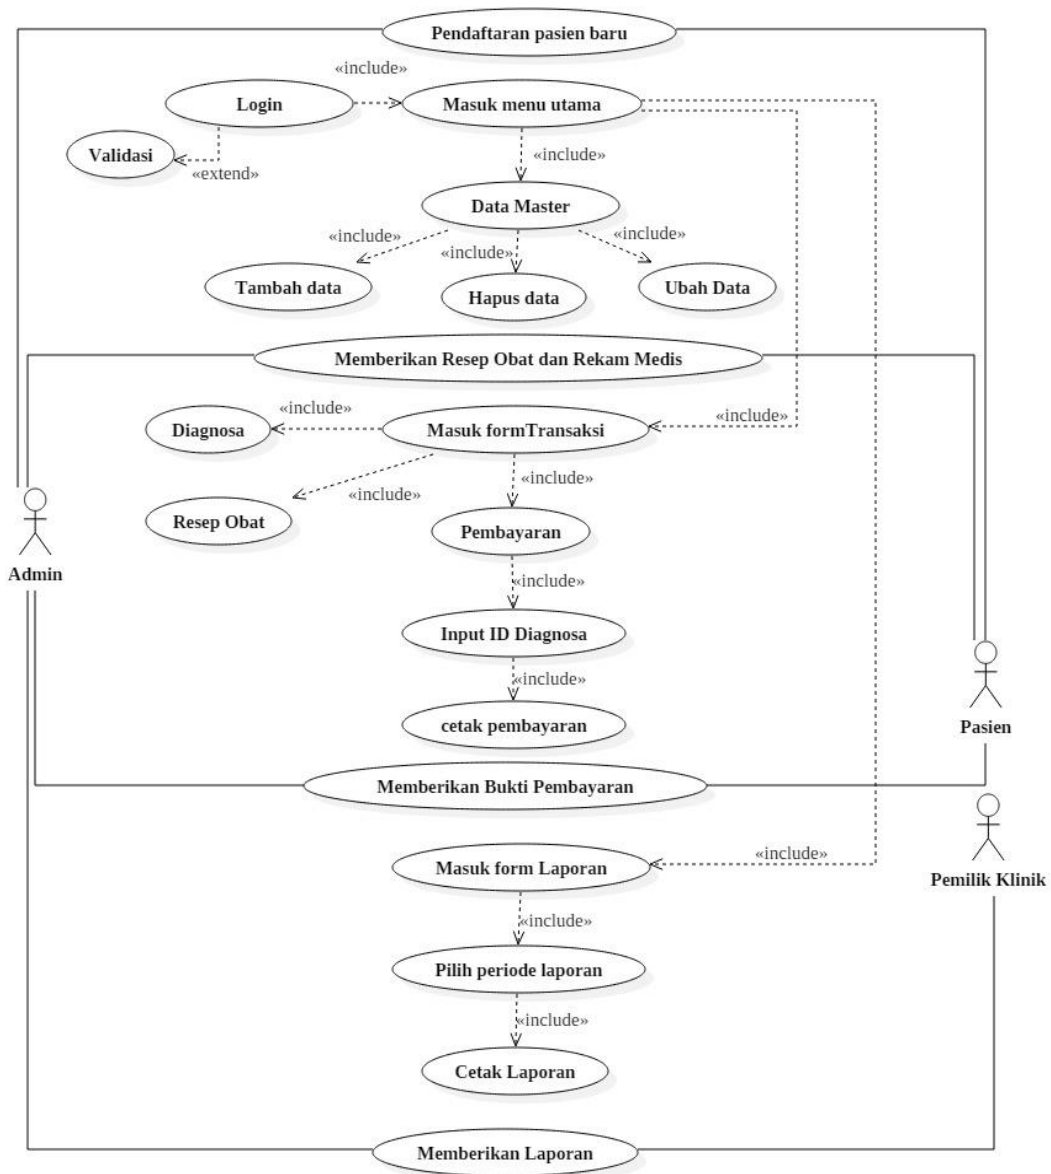 Pendaftaran pasien baru
«include»
Login
Masuk menu utama
Validasi
«extend»
«include»
Data Master
«include»
«include»
«include»
Tambah data
Hapus data
Ubah Data
Memberikan Resep Obat dan Rekam Medis
Diagnosa
«include»
Masuk formTransaksi
«include»
«include»
«include»
Resep Obat
Pembayaran
Admin
«include»
Input ID Diagnosa
«include»
cetak pembayaran
Pasien
Memberikan Bukti Pembayaran
Masuk form Laporan
«include»
Pemilik Klinik
«include»
Pilih periode laporan
«include»
Cetak Laporan
Memberikan Laporan